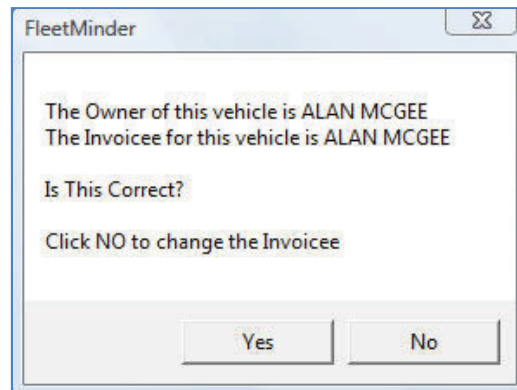 FleetMinder
The Owner of this vehicle is ALAN MCGEE
The Invoicee for this vehicle is ALAN MCGEE
Is This Correct?
Click NO to change the Invoicee
Yes
No